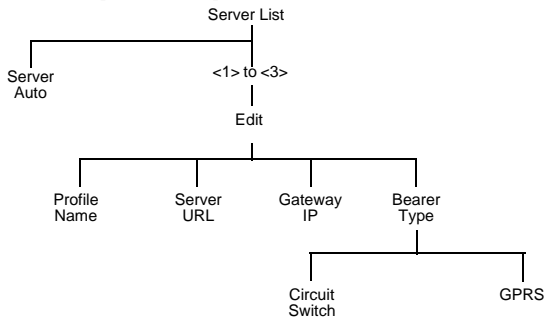 Server List
Server
Auto
<1> to <3>
Edit
Profile
Name
Server
URL
Gateway
IP
Bearer
Type
Circuit
Switch
GPRS